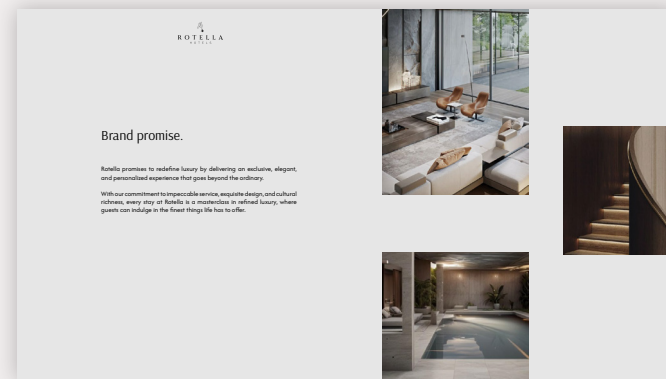 ROTELLA
HOTELS
Brand promise.
Rotella promises to redefine luxury by delivering an exclusive, elegant,
and personalized experience that goes beyond the ordinary.
With our commitment to impeccable service, exquisite design, and cultural
richness, every stay at Rotella is a masterclass in refined luxury, where
guests can indulge in the finest things life has to offer.